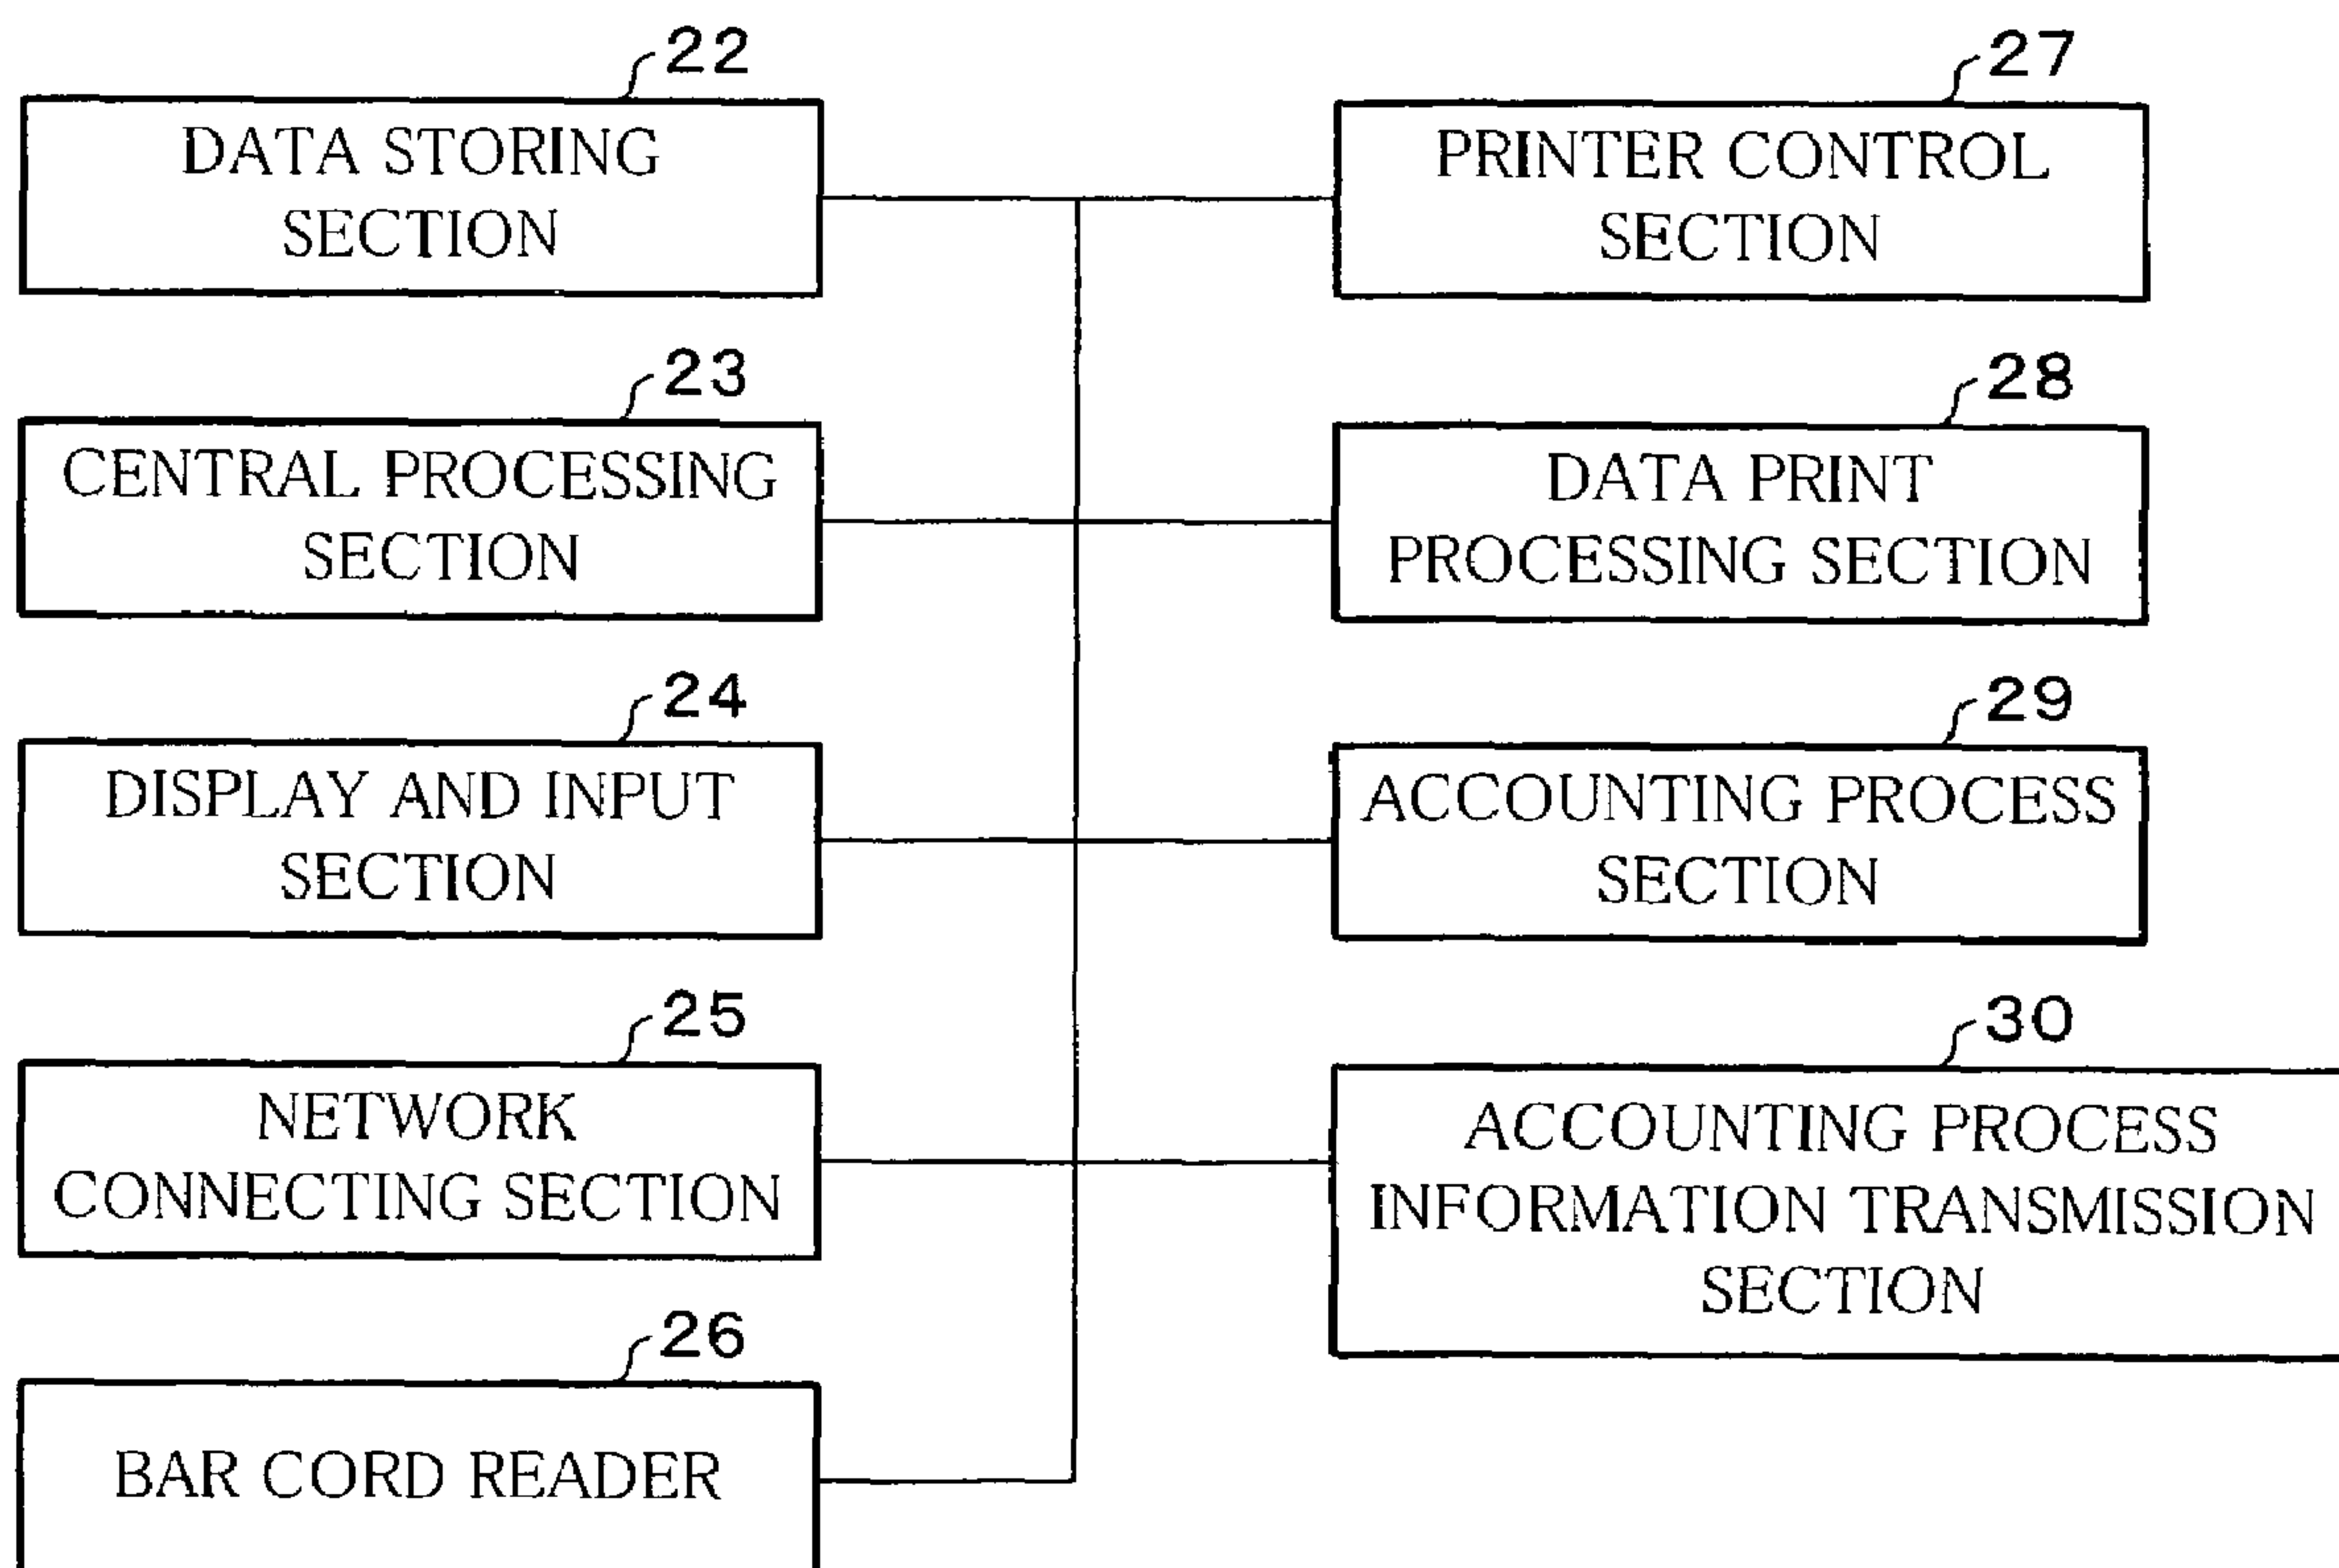 22
DATA STORING
SECTION
23
CENTRAL PROCESSING
SECTION
24
DISPLAY AND INPUT
SECTION
25
NETWORK
CONNECTING SECTION
26
BAR CORD READER
27
PRINTER CONTROL
SECTION
28
DATA PRINT
PROCESSING SECTION
29
ACCOUNTING PROCESS
SECTION
30
ACCOUNTING PROCESS
INFORMATION TRANSMISSION
SECTION